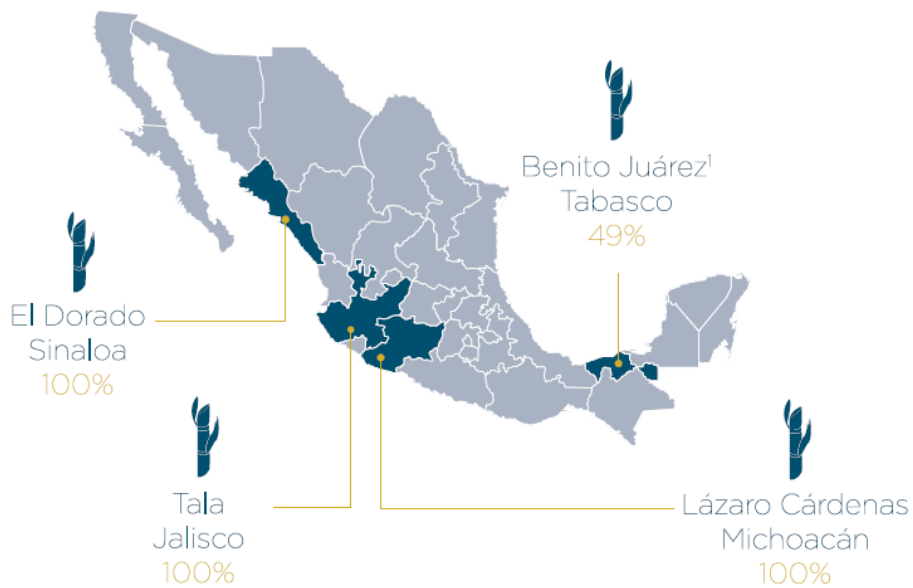 Benito Juárez¹
Tabasco
49%
El Dorado
Sinaloa
100%
Tala
Jalisco
100%
Lázaro Cárdenas
Michoacán
100%